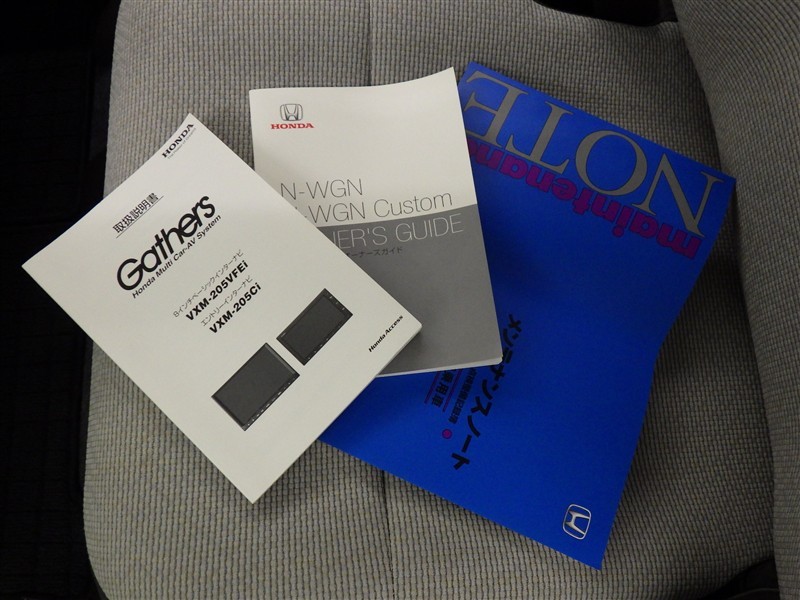 HONDA
取扱説明書
Gathers
Honda Multi Car-AV System
8インチベーシックインターナビ
VXM-205VFEi
エントリーインターナビ
VXM-205Ci
Honda Access
HONDA
N-WGN
-WGN Custom
NER'S GUIDE
ーナーズガイド
maintenan
NOTE
メンテナンスノート